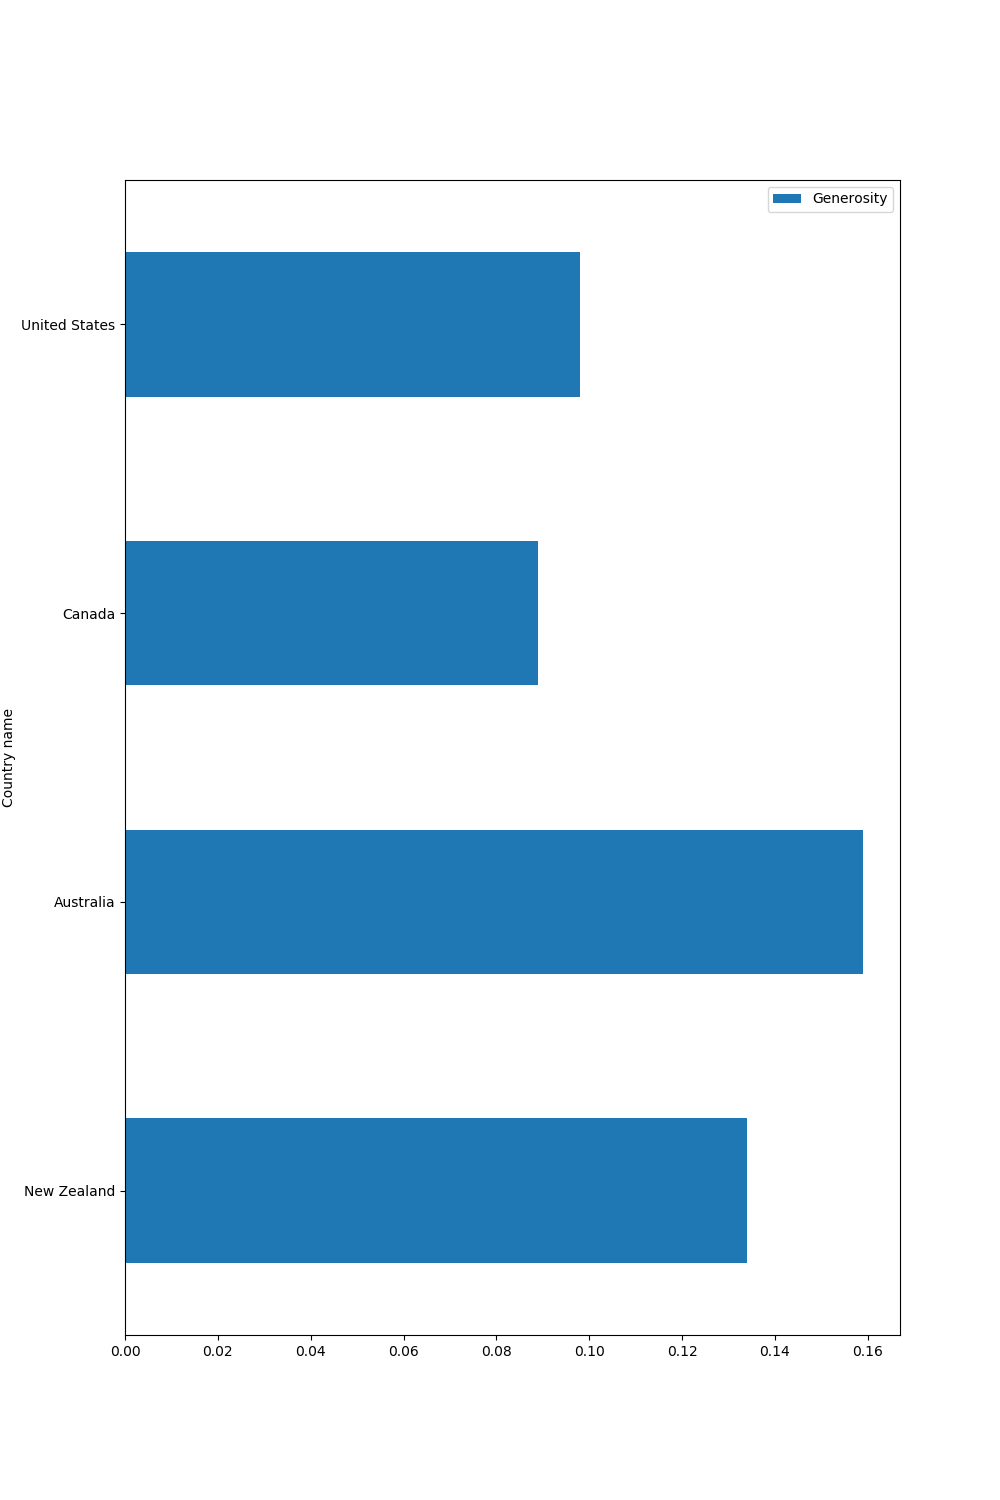 Generosity
United States
Canada
Country name
Australia
New Zealand
0.00 0.02 0.04 0.06 0.08 0.10 0.12 0.14 0.16